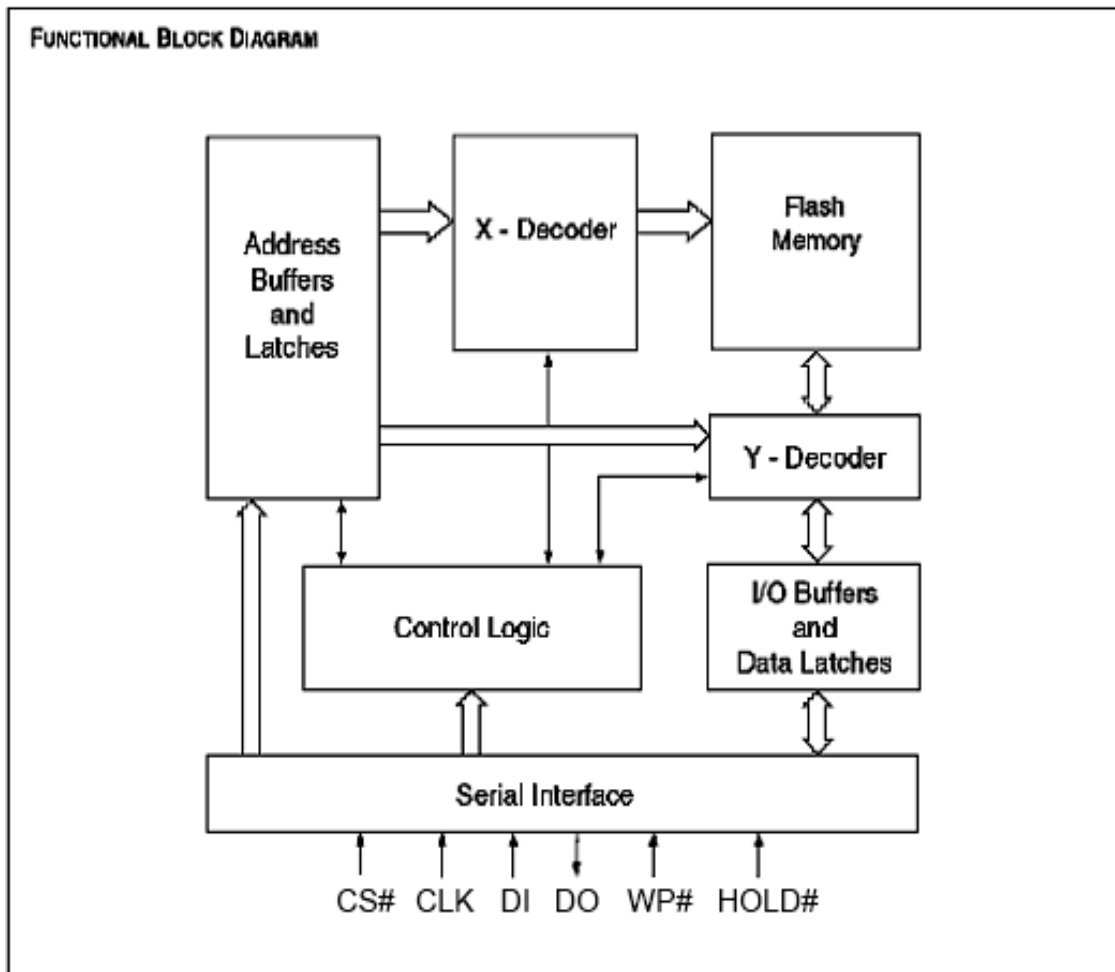 FUNCTIONAL BLOCK DIAGRAM
Address
Buffers
and
Latches
X - Decoder
Flash
Memory
Y - Decoder
Control Logic
I/O Buffers
and
Data Latches
Serial Interface
CS# CLK DI DO WP# HOLD#